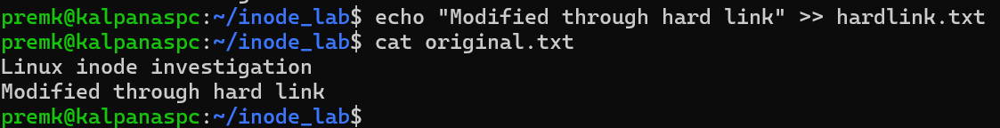 premk@kalpanaspc:~/inode_lab$ echo "Modified through hard link" >> hardlink.txt
premk@kalpanaspc:~/inode_lab$ cat original.txt
Linux inode investigation
Modified through hard link
premk@kalpanaspc:~/inode_lab$